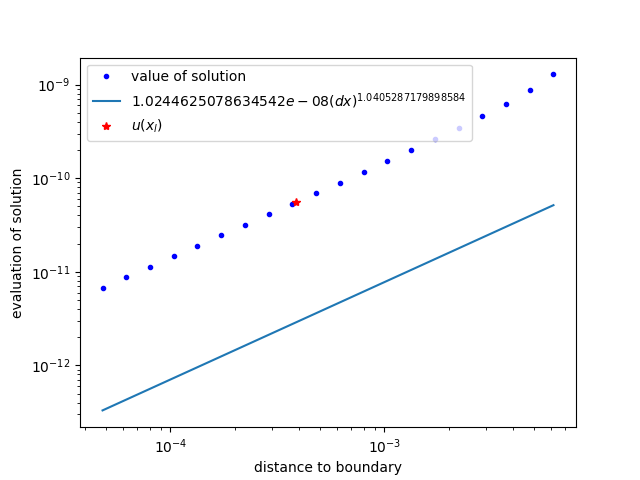 value of solution
1.0244625078634542e − 08(dx)^1.0405287179898584
u(x_l)
10^−9
10^−10
10^−11
10^−12
evaluation of solution
10^−4
10^−3
distance to boundary